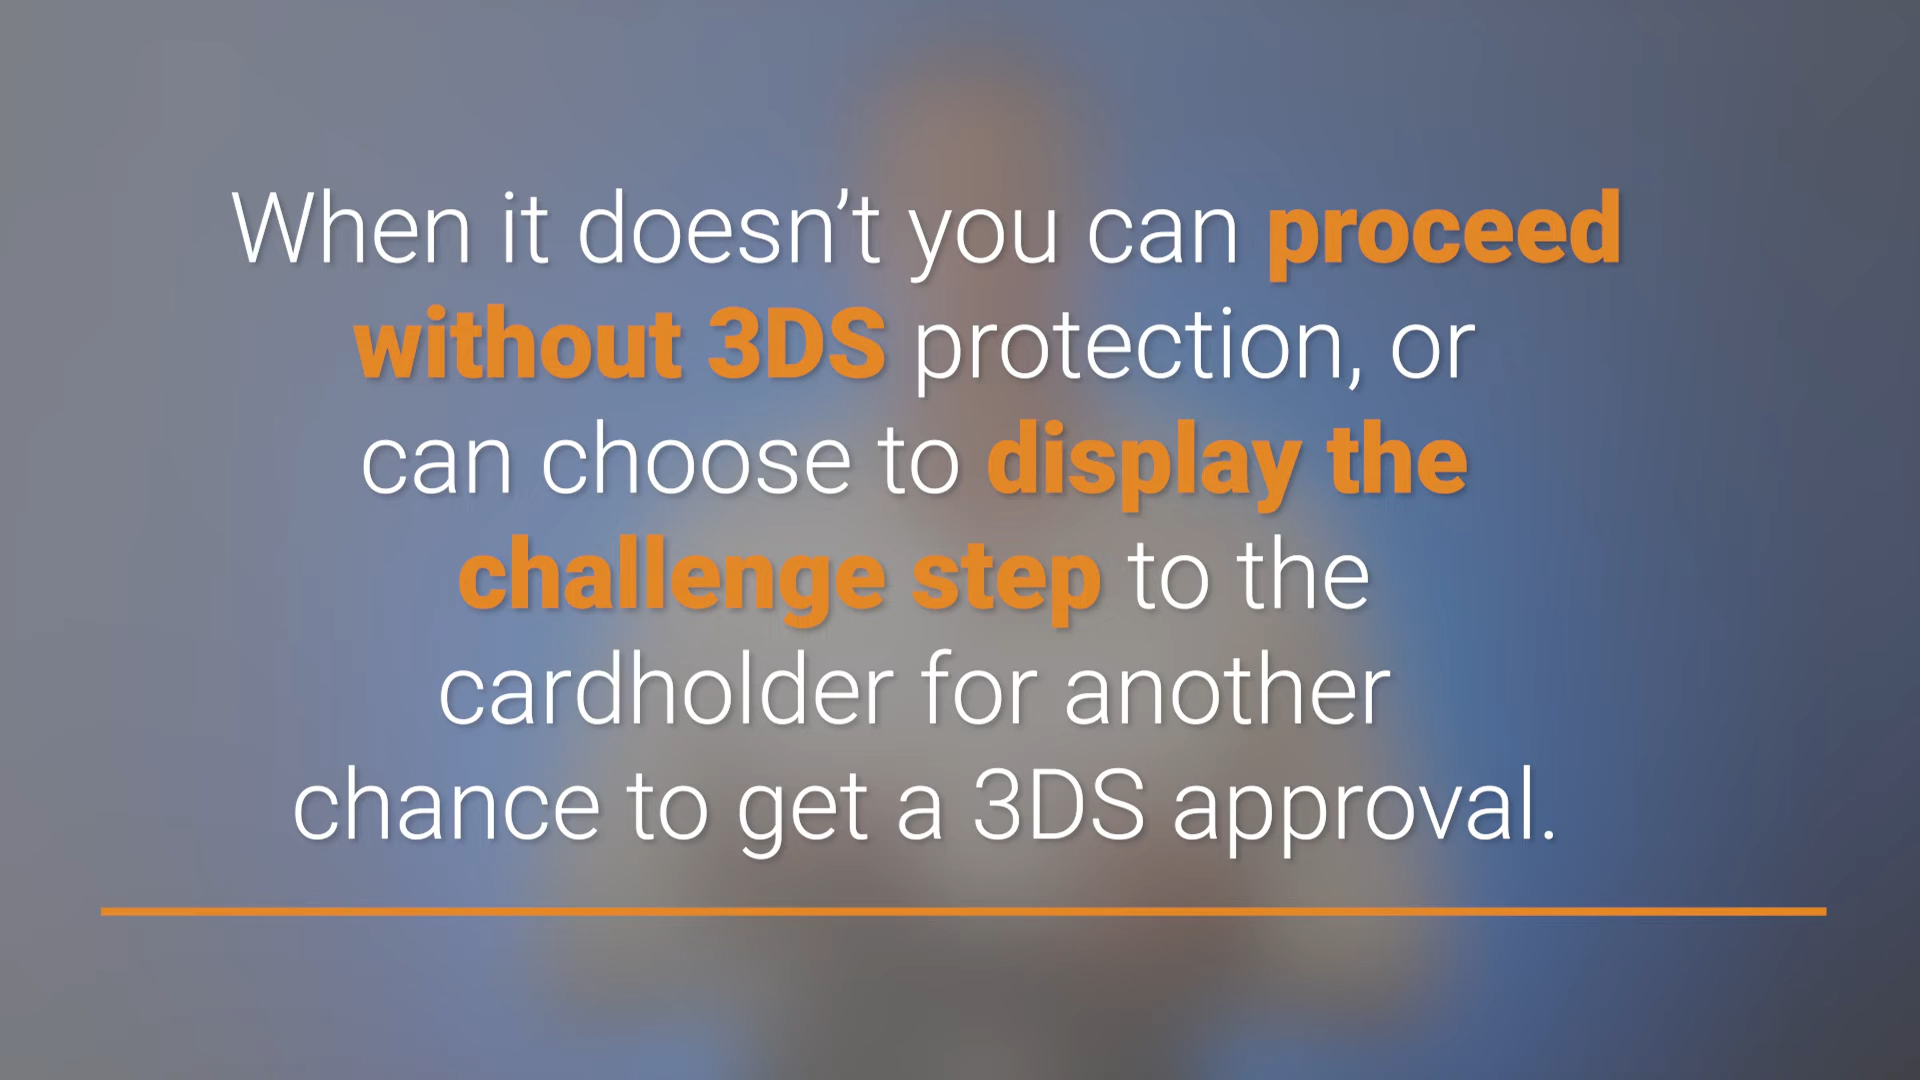 When it doesn’t you can proceed
without 3DS protection, or
can choose to display the
challenge step to the
cardholder for another
chance to get a 3DS approval.